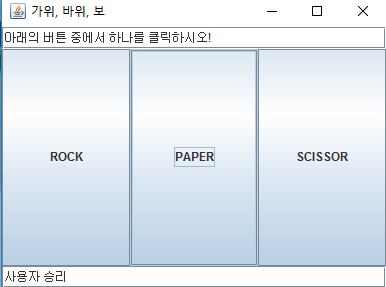 가위, 바위, 보
아래의 버튼 중에서 하나를 클릭하시오!
ROCK
PAPER
SCISSOR
사용자 승리